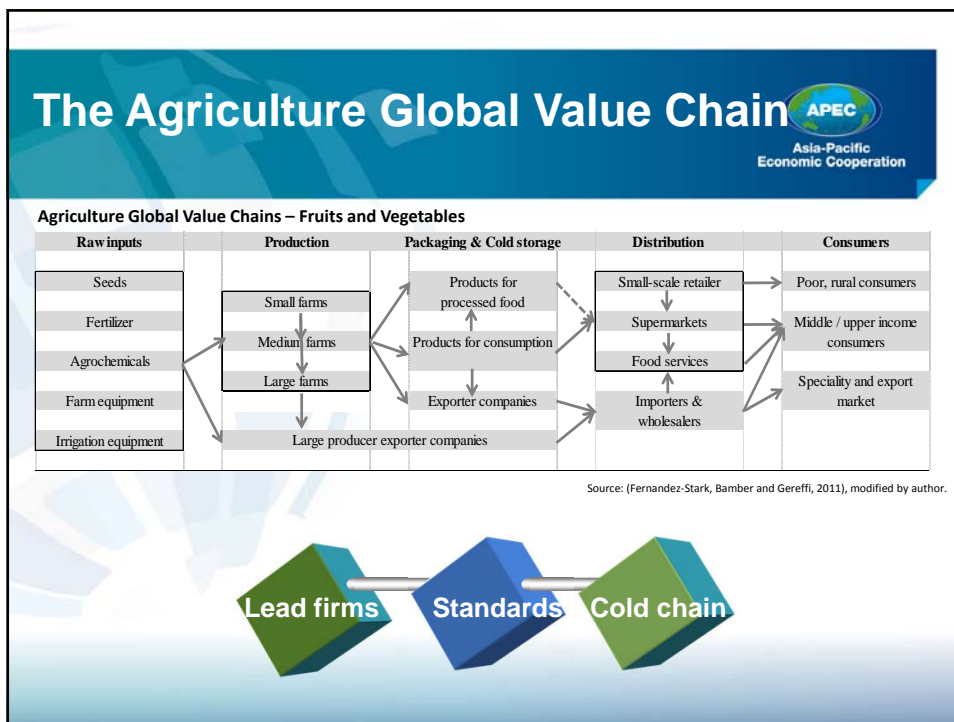 The Agriculture Global Value Chain
APEC
Asia-Pacific
Economic Cooperation
Agriculture Global Value Chains – Fruits and Vegetables
Raw inputs
Production
Packaging & Cold storage
Distribution
Consumers
Seeds
Fertilizer
Agrochemicals
Farm equipment
Irrigation equipment
Small farms
Medium farms
Large farms
Large producer exporter companies
Products for
processed food
Products for consumption
Exporter companies
Small-scale retailer
Supermarkets
Food services
Importers &
wholesalers
Poor, rural consumers
Middle / upper income
consumers
Speciality and export
market
Source: (Fernandez-Stark, Bamber and Gereffi, 2011), modified by author.
Lead firms
Standards
Cold chain